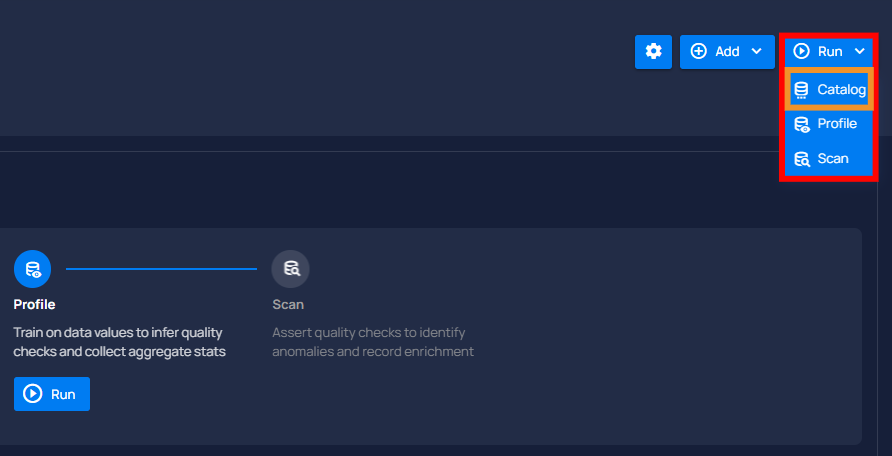 Add
Run
Catalog
Profile
Scan
Profile
Scan
Train on data values to infer quality
checks and collect aggregate stats
Assert quality checks to identify
anomalies and record enrichment
Run